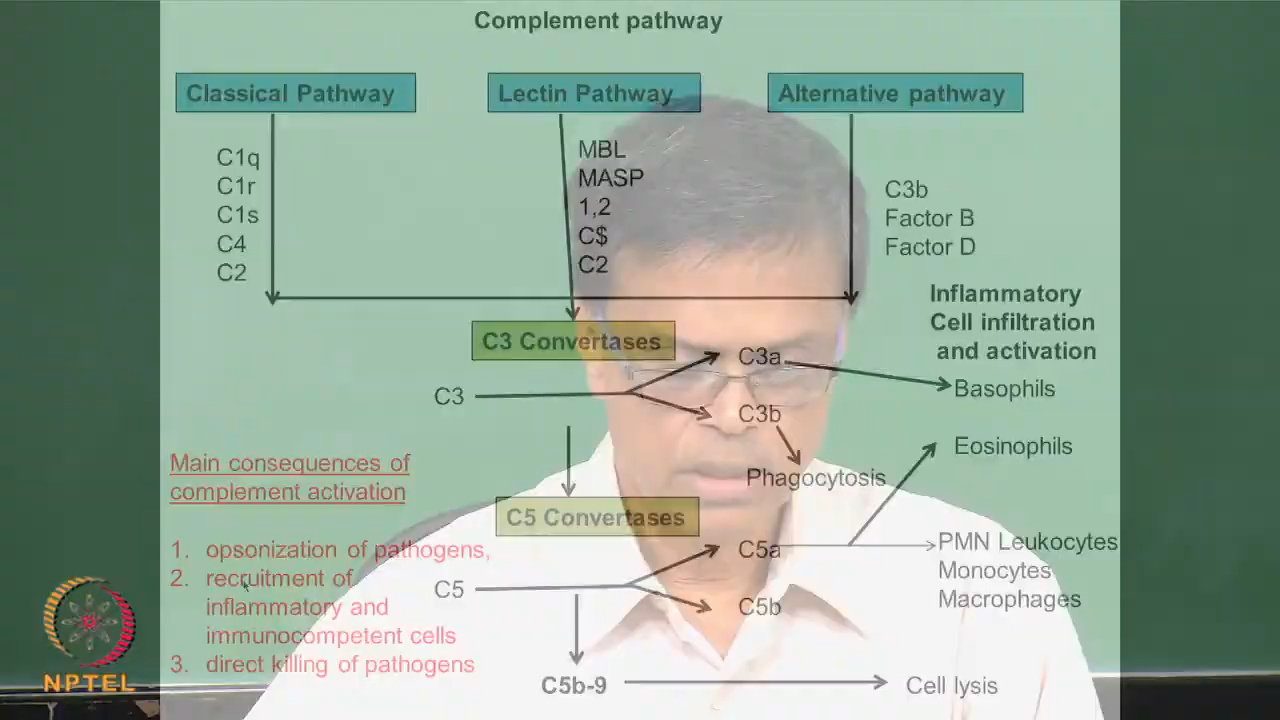 Complement pathway
Classical Pathway
Lectin Pathway
Alternative pathway
C1q
C1r
C1s
C4
C2
MBL
MASP
1,2
C$
C2
C3b
Factor B
Factor D
Inflammatory
Cell infiltration
and activation
C3 Convertases
C3
C3a
C3b
Phagocytosis
Basophils
Eosinophils
Main consequences of
complement activation
1. opsonization of pathogens,
2. recruitment of
inflammatory and
immunocompetent cells
3. direct killing of pathogens
C5 Convertases
C5
C5a
C5b
PMN Leukocytes
Monocytes
Macrophages
C5b-9
Cell lysis
NPTEL